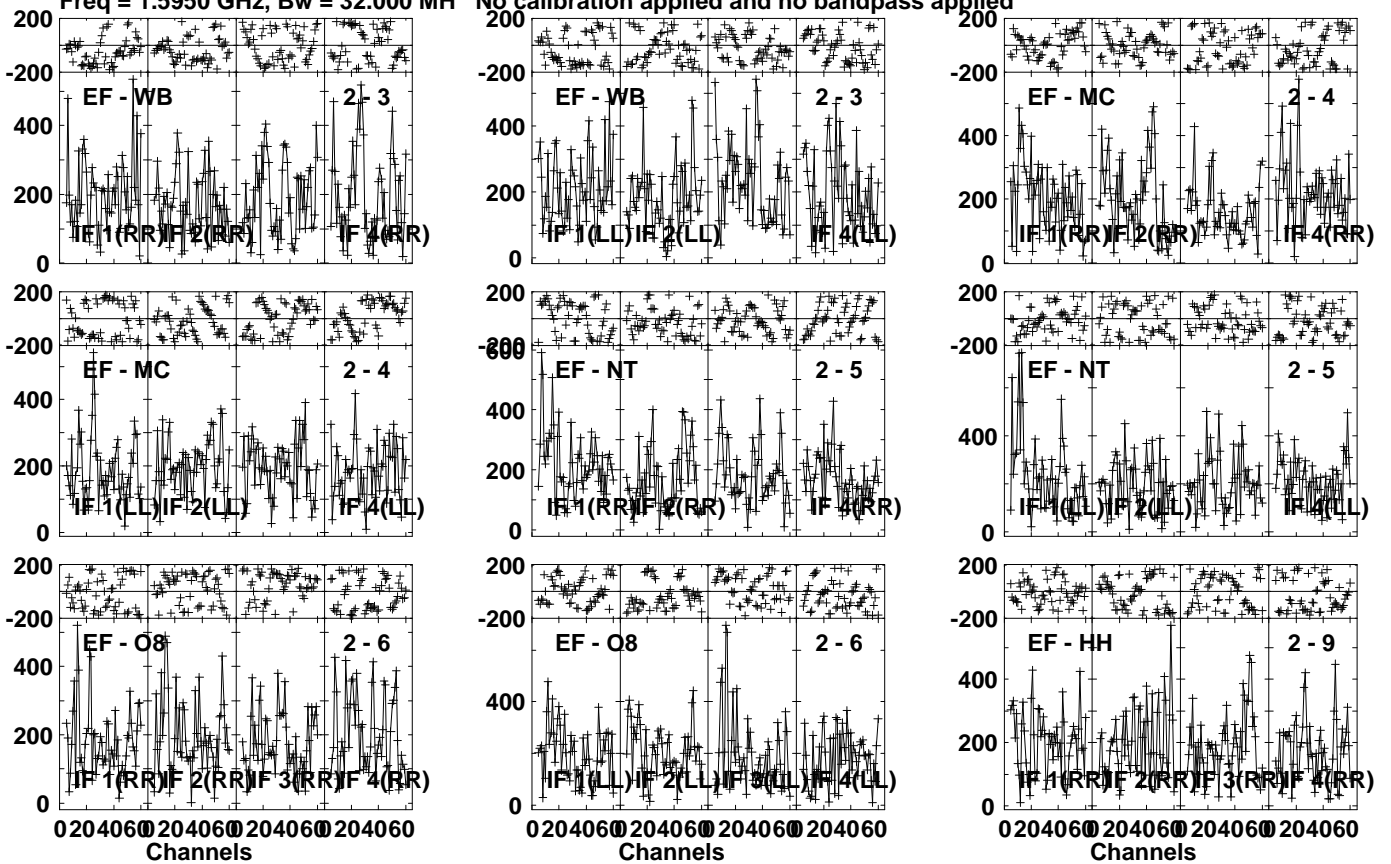 Freq = 1.5950 GHz, Bw = 32.000 MH No calibration applied and no bandpass applied
200
-200
EF - WB 2 - 3
400
200
IF 1(RR) IF 2(RR) IF 4(RR)
0
200
-200
EF - WB 2 - 3
400
200
IF 1(LL) IF 2(LL) IF 4(LL)
0
200
-200
EF - MC 2 - 4
400
200
IF 1(RR) IF 2(RR) IF 4(RR)
0
200
-200
EF - MC 2 - 4
400
200
IF 1(LL) IF 2(LL) IF 4(LL)
0
200
-200
600
EF - NT 2 - 5
400
200
IF 1(RR) IF 2(RR) IF 4(RR)
0
200
-200
EF - NT 2 - 5
400
IF 1(LL) IF 2(LL) IF 4(LL)
0
200
-200
EF - O8 2 - 6
400
200
IF 1(RR) IF 2(RR) IF 3(RR) IF 4(RR)
0
0 20 40 60 0 20 40 60 0 20 40 60 0 20 40 60
Channels
200
-200
EF - O8 2 - 6
400
IF 1(LL) IF 2(LL) IF 3(LL) IF 4(LL)
0
0 20 40 60 0 20 40 60 0 20 40 60 0 20 40 60
Channels
200
-200
EF - HH 2 - 9
400
200
IF 1(RR) IF 2(RR) IF 3(RR) IF 4(RR)
0
0 20 40 60 0 20 40 60 0 20 40 60 0 20 40 60
Channels